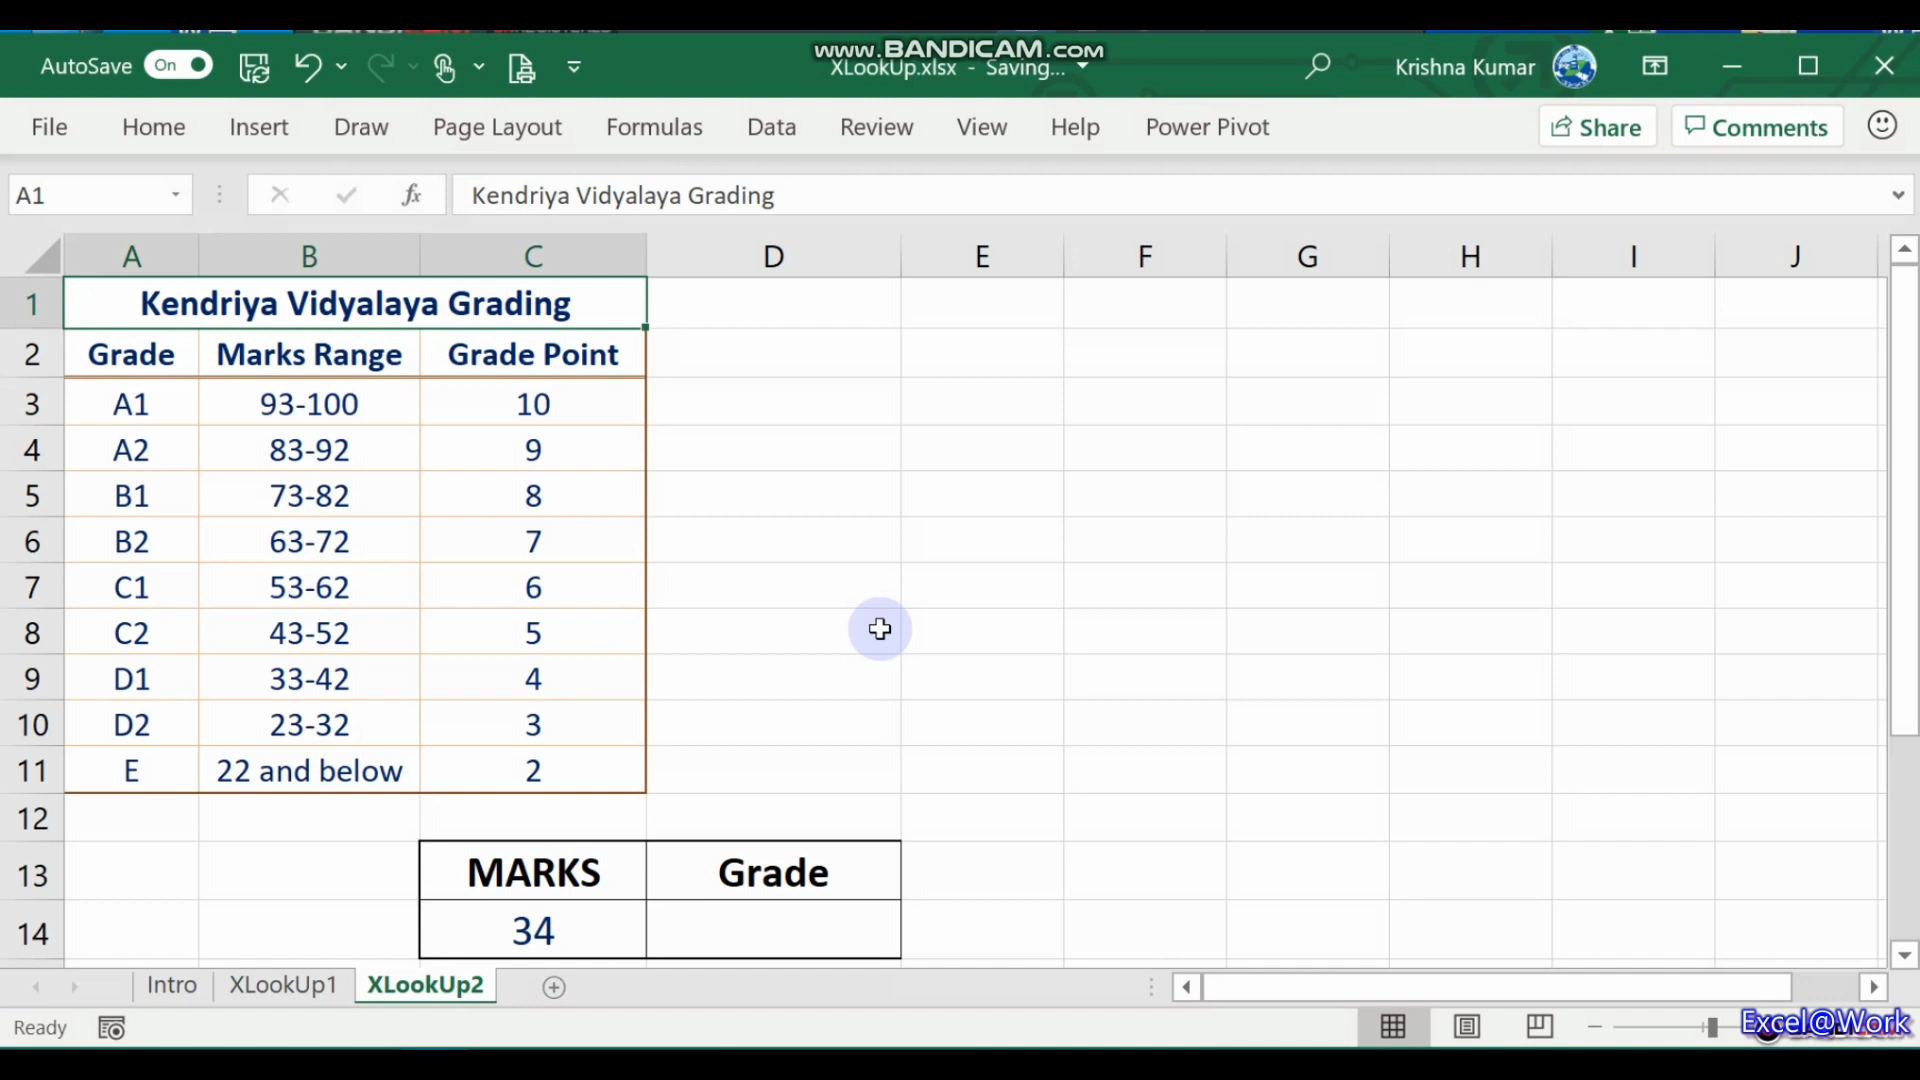 www.BANDICAM.com
AutoSave On XLookUp.xlsx - Saving... Krishna Kumar
File Home Insert Draw Page Layout Formulas Data Review View Help Power Pivot Share Comments
A1 fx Kendriya Vidyalaya Grading
A B C D E F G H I J
1 Kendriya Vidyalaya Grading
2 Grade Marks Range Grade Point
3 A1 93-100 10
4 A2 83-92 9
5 B1 73-82 8
6 B2 63-72 7
7 C1 53-62 6
8 C2 43-52 5
9 D1 33-42 4
10 D2 23-32 3
11 E 22 and below 2
12
13 MARKS Grade
14 34
Intro XLookUp1 XLookUp2
Ready
Excel@Work